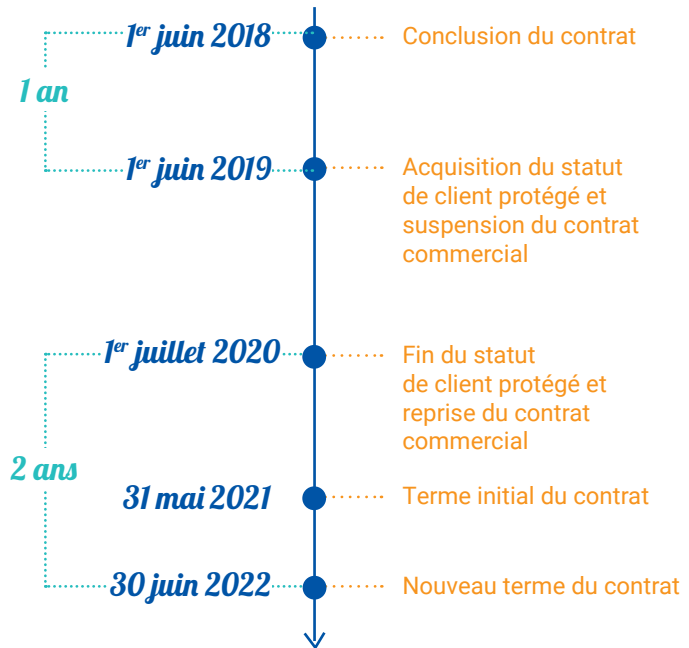 1er juin 2018
Conclusion du contrat
1 an
1er juin 2019
Acquisition du statut
de client protégé et
suspension du contrat
commercial
1er juillet 2020
Fin du statut
de client protégé et
reprise du contrat
commercial
2 ans
31 mai 2021
Terme initial du contrat
30 juin 2022
Nouveau terme du contrat